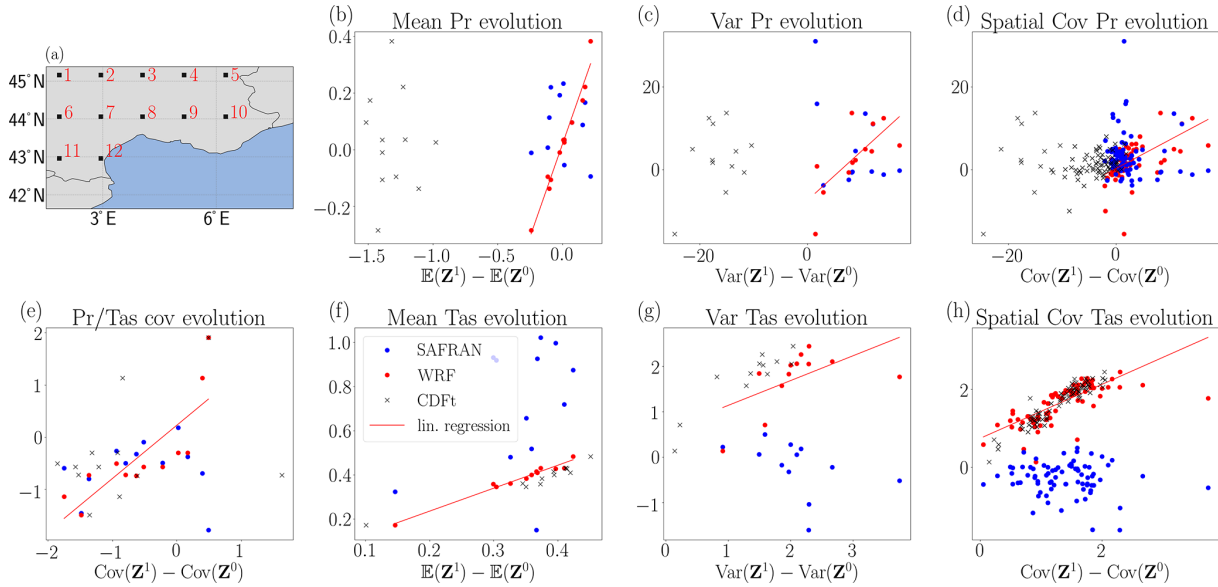 (a)
45°N
44°N
43°N
42°N
3°E
6°E
1 2 3 4 5
6 7 8 9 10
11 12
(b) Mean Pr evolution
0.4
0.2
0.0
−0.2
−1.5 −1.0 −0.5 0.0
𝔼(Z¹) − 𝔼(Z⁰)
(c) Var Pr evolution
20
0
−20 0
Var(Z¹) − Var(Z⁰)
(d) Spatial Cov Pr evolution
20
0
−20 0
Cov(Z¹) − Cov(Z⁰)
(e) Pr/Tas cov evolution
2
1
0
−1
−2 −1 0 1
Cov(Z¹) − Cov(Z⁰)
(f) Mean Tas evolution
1.0
0.8
0.6
0.4
0.2
SAFRAN
WRF
CDFt
lin. regression
0.1 0.2 0.3 0.4
𝔼(Z¹) − 𝔼(Z⁰)
(g) Var Tas evolution
2
1
0
−1
0 1 2 3
Var(Z¹) − Var(Z⁰)
(h) Spatial Cov Tas evolution
2
0
0 2
Cov(Z¹) − Cov(Z⁰)